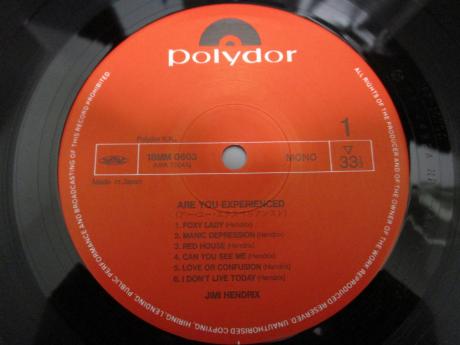 polydor
ALL RIGHTS OF THE PRODUCER AND OF THE OWNER OF THE WORK REPRODUCED RESERVED. UNAUTHORISED COPYING, HIRING, LENDING, PUBLIC PERFORMANCE AND BROADCASTING OF THIS RECORD PROHIBITED
Polydor K.K.,
1
18MM 0603
MONO
33⅓
Made in Japan
ARE YOU EXPERIENCED
1. FOXY LADY (Hendrix)
2. MANIC DEPRESSION (Hendrix)
3. RED HOUSE (Hendrix)
4. CAN YOU SEE ME (Hendrix)
5. LOVE OR CONFUSION (Hendrix)
6. I DON'T LIVE TODAY (Hendrix)
JIMI HENDRIX